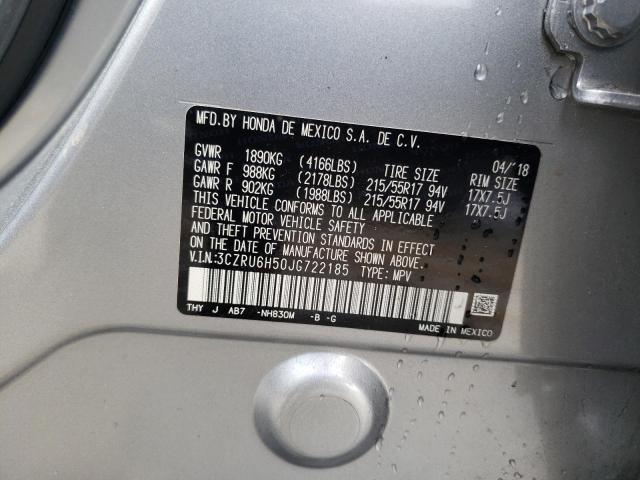 MFD.BY HONDA DE MEXICO S.A. DE C.V.
04/'18
GVWR 1890KG (4166LBS) TIRE SIZE RIM SIZE
GAWR F 988KG (2178LBS) 215/55R17 94V 17X7.5J
GAWR R 902KG (1988LBS) 215/55R17 94V 17X7.5J
THIS VEHICLE CONFORMS TO ALL APPLICABLE
FEDERAL MOTOR VEHICLE SAFETY
AND THEFT PREVENTION STANDARDS IN EFFECT
ON THE DATE OF MANUFACTURE SHOWN ABOVE.
V.I.N:3CZRU6H50JG722185 TYPE: MPV
THY J AB7 -NH830M -B -G
MADE IN MEXICO